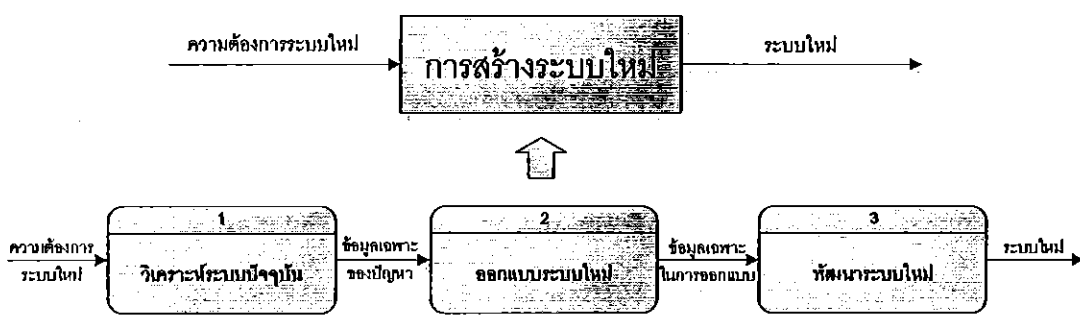 ความต้องการระบบใหม่
การสร้างระบบใหม่
ระบบใหม่
1
2
3
ความต้องการ
ระบบใหม่
วิเคราะห์ระบบปัจจุบัน
ข้อมูลเฉพาะ
ของปัญหา
ออกแบบระบบใหม่
ข้อมูลเฉพาะ
ในการออกแบบ
พัฒนาระบบใหม่
ระบบใหม่